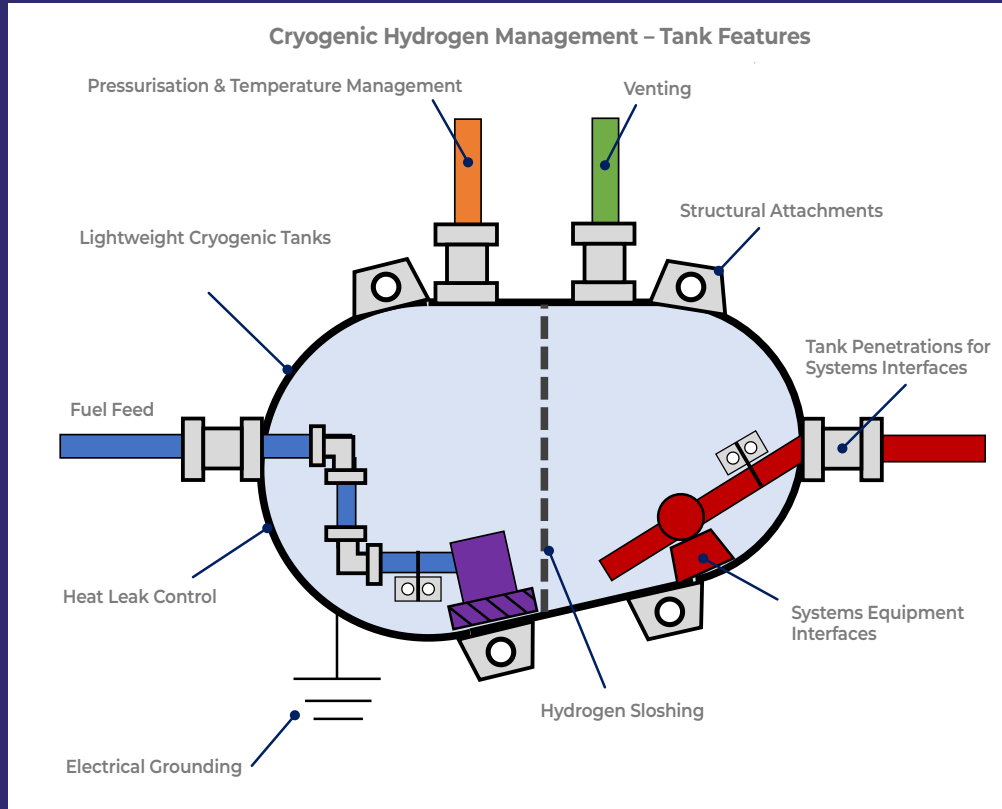 Cryogenic Hydrogen Management – Tank Features
Pressurisation & Temperature Management
Venting
Structural Attachments
Lightweight Cryogenic Tanks
Tank Penetrations for
Systems Interfaces
Fuel Feed
Heat Leak Control
Systems Equipment
Interfaces
Hydrogen Sloshing
Electrical Grounding